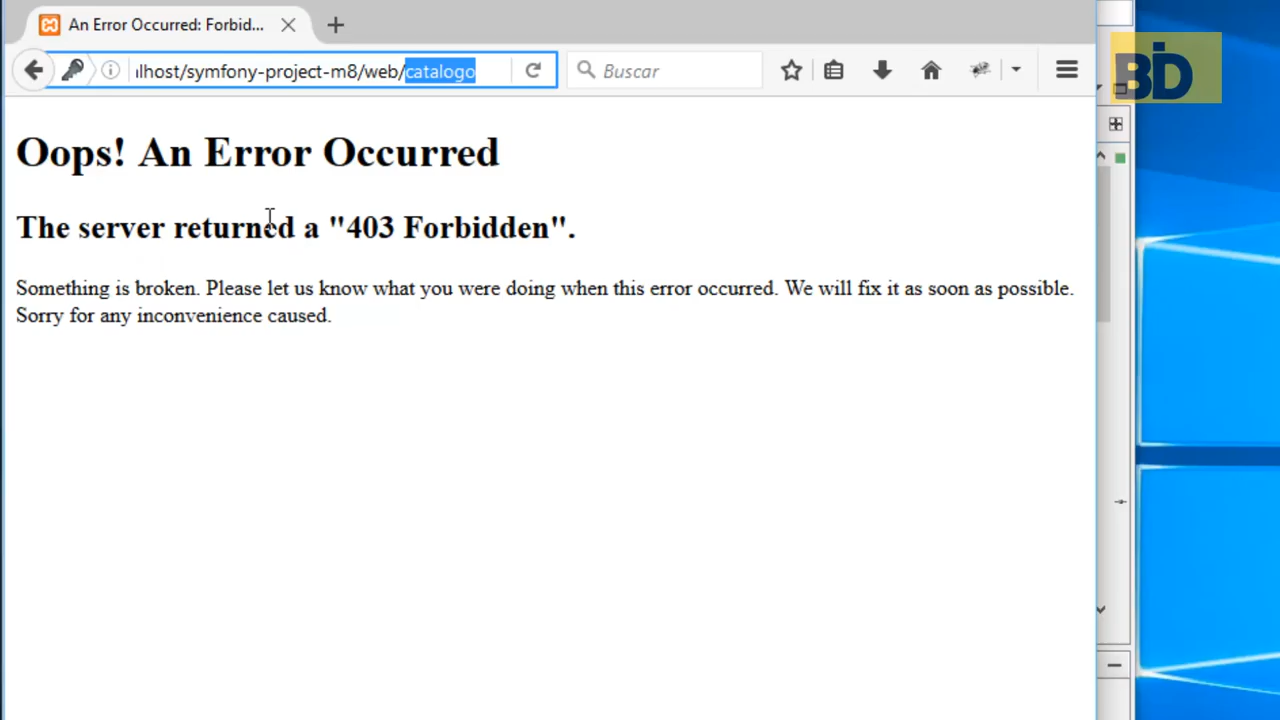 An Error Occurred: Forbid...
lhost/symfony-project-m8/web/catalogo
Buscar
BiD
Oops! An Error Occurred
The server returned a "403 Forbidden".
Something is broken. Please let us know what you were doing when this error occurred. We will fix it as soon as possible.
Sorry for any inconvenience caused.